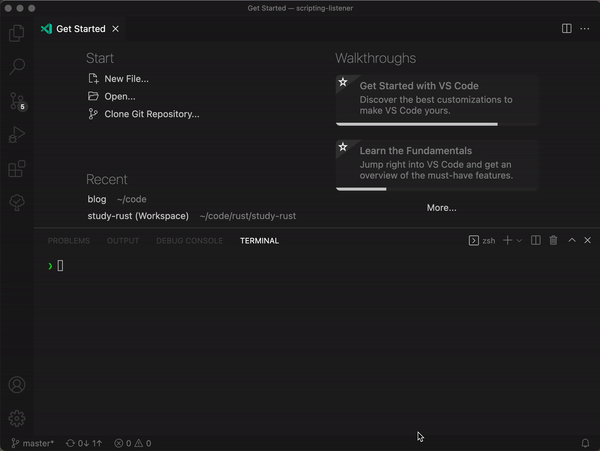 Get Started — scripting-listener
Get Started
Start
New File...
Open...
Clone Git Repository...
Recent
blog ~/code
study-rust (Workspace) ~/code/rust/study-rust
Walkthroughs
Get Started with VS Code
Discover the best customizations to
make VS Code yours.
Learn the Fundamentals
Jump right into VS Code and get an
overview of the must-have features.
More...
5
PROBLEMS OUTPUT DEBUG CONSOLE TERMINAL
zsh
❯
master* 0↓ 1↑ 0 0